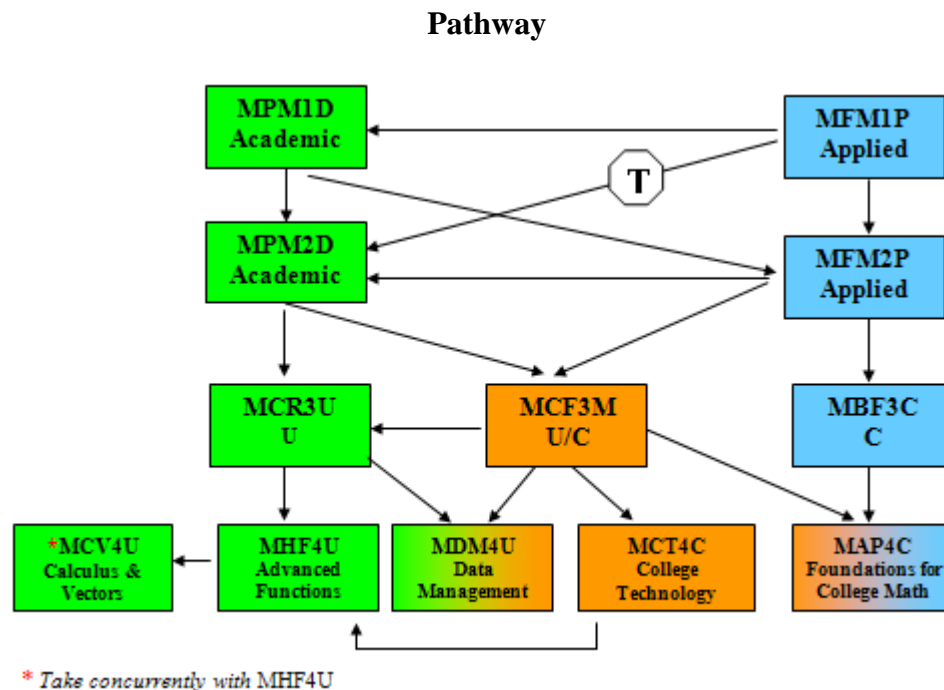 Pathway
MPM1D
Academic
MFM1P
Applied
T
MPM2D
Academic
MFM2P
Applied
MCR3U
U
MCF3M
U/C
MBF3C
C
*MCV4U
Calculus &
Vectors
MHF4U
Advanced
Functions
MDM4U
Data
Management
MCT4C
College
Technology
MAP4C
Foundations for
College Math
* Take concurrently with MHF4U